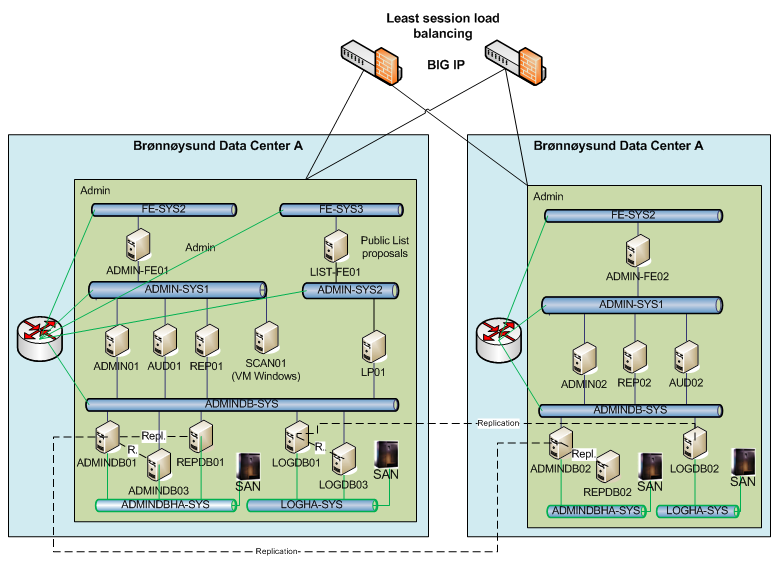 Least session load
balancing
BIG IP
Brønnøysund Data Center A
Admin
FE-SYS2
FE-SYS3
Admin
Public List
proposals
ADMIN-FE01
LIST-FE01
ADMIN-SYS1
ADMIN-SYS2
ADMIN01
AUD01
REP01
SCAN01
(VM Windows)
LP01
ADMINDB-SYS
Repl.
R.
R..
ADMINDB01
REPDB01
LOGDB01
ADMINDB03
LOGDB03
SAN
SAN
ADMINDBHA-SYS
LOGHA-SYS
Replication
Replication
Brønnøysund Data Center A
Admin
FE-SYS2
ADMIN-FE02
ADMIN-SYS1
ADMIN02
REP02
AUD02
ADMINDB-SYS
Repl.
ADMINDB02
LOGDB02
REPDB02
SAN
SAN
ADMINDBHA-SYS
LOGHA-SYS